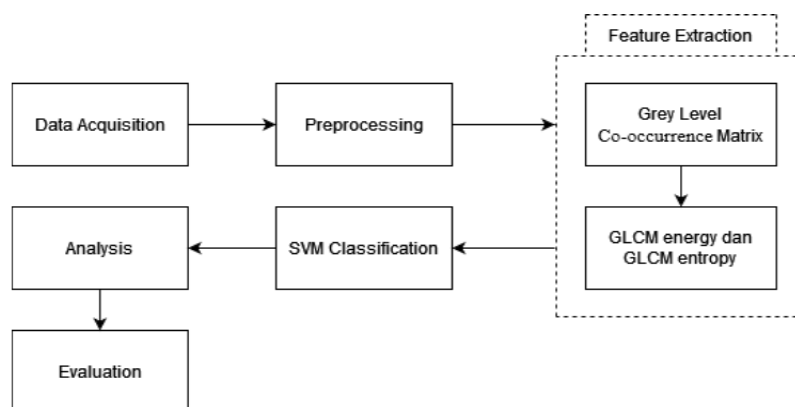 Feature Extraction
Data Acquisition
Preprocessing
Grey Level
Co-occurrence Matrix
GLCM energy dan
GLCM entropy
SVM Classification
Analysis
Evaluation